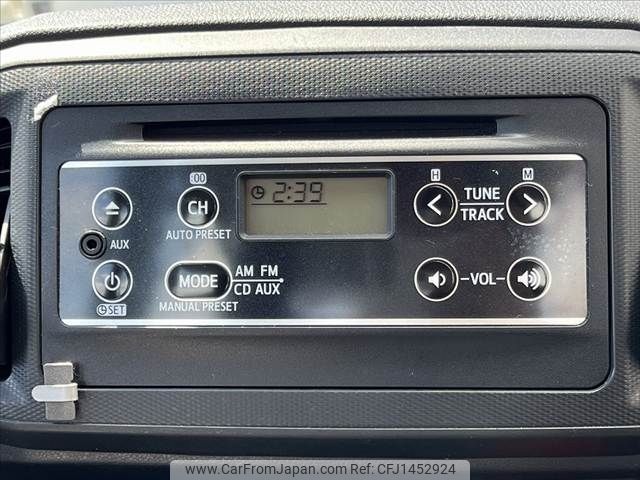 :00
H
M
CH
2:39
TUNE
TRACK
AUX
AUTO PRESET
MODE
AM FM
CD AUX
-VOL-
SET
MANUAL PRESET
www.CarFromJapan.com Ref: CFJ1452924